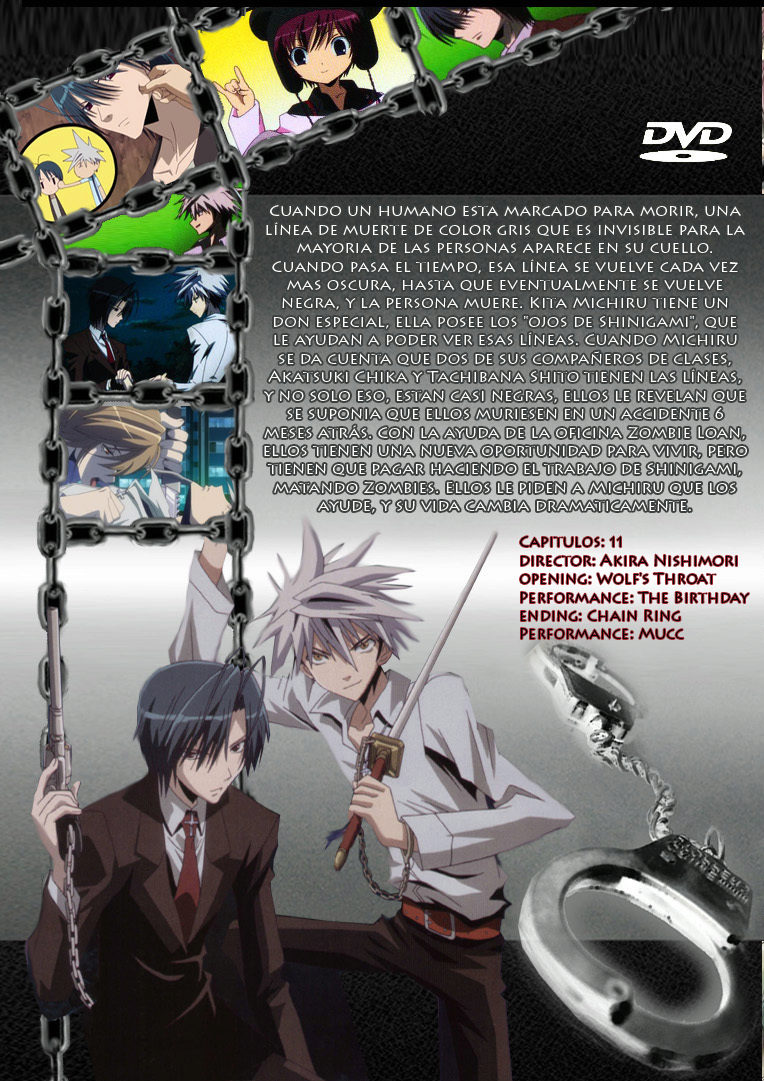 DVD
Cuando un humano esta marcado para morir, una
línea de muerte de color gris que es invisible para la
mayoria de las personas aparece en su cuello.
Cuando pasa el tiempo, esa línea se vuelve cada vez
mas oscura, hasta que eventualmente se vuelve
negra, y la persona muere. Kita Michiru tiene un
don especial, ella posee los "ojos de Shinigami", que
le ayudan a poder ver esas líneas. Cuando Michiru
se da cuenta que dos de sus compañeros de clases,
Akatsuki Chika y Tachibana Shito tienen las líneas,
y no solo eso, estan casi negras, ellos le revelan que
se suponia que ellos muriesen en un accidente 6
meses atrás. Con la ayuda de la oficina Zombie Loan,
ellos tienen una nueva oportunidad para vivir, pero
tienen que pagar haciendo el trabajo de Shinigami,
matando Zombies. Ellos le piden a Michiru que los
ayude, y su vida cambia dramaticamente.
Capitulos: 11
director: Akira Nishimori
opening: Wolf's Throat
Performance: The Birthday
ending: Chain Ring
Performance: Mucc